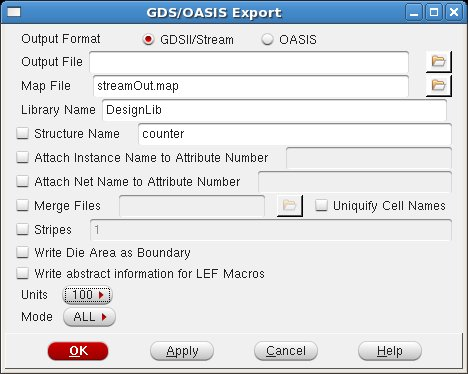 GDS/OASIS Export
Output Format GDSII/Stream OASIS
Output File
Map File streamOut.map
Library Name DesignLib
Structure Name counter
Attach Instance Name to Attribute Number
Attach Net Name to Attribute Number
Merge Files Uniquify Cell Names
Stripes 1
Write Die Area as Boundary
Write abstract information for LEF Macros
Units 100
Mode ALL
OK Apply Cancel Help